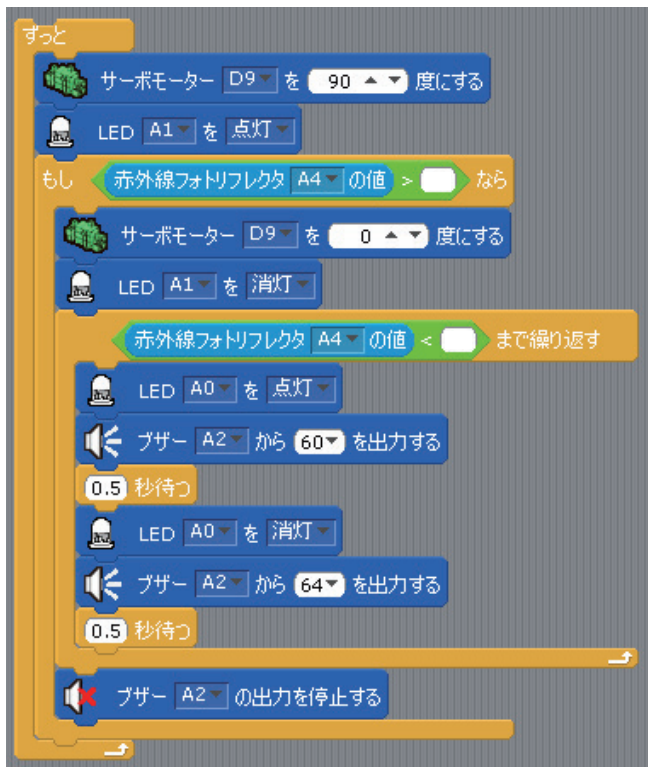 ずっと
サーボモーター D9 を 90 度にする
LED A1 を 点灯
もし 赤外線フォトリフレクタ A4 の値 > なら
サーボモーター D9 を 0 度にする
LED A1 を 消灯
赤外線フォトリフレクタ A4 の値 < まで繰り返す
LED A0 を 点灯
ブザー A2 から 60 を出力する
0.5 秒待つ
LED A0 を 消灯
ブザー A2 から 64 を出力する
0.5 秒待つ
ブザー A2 の出力を停止する